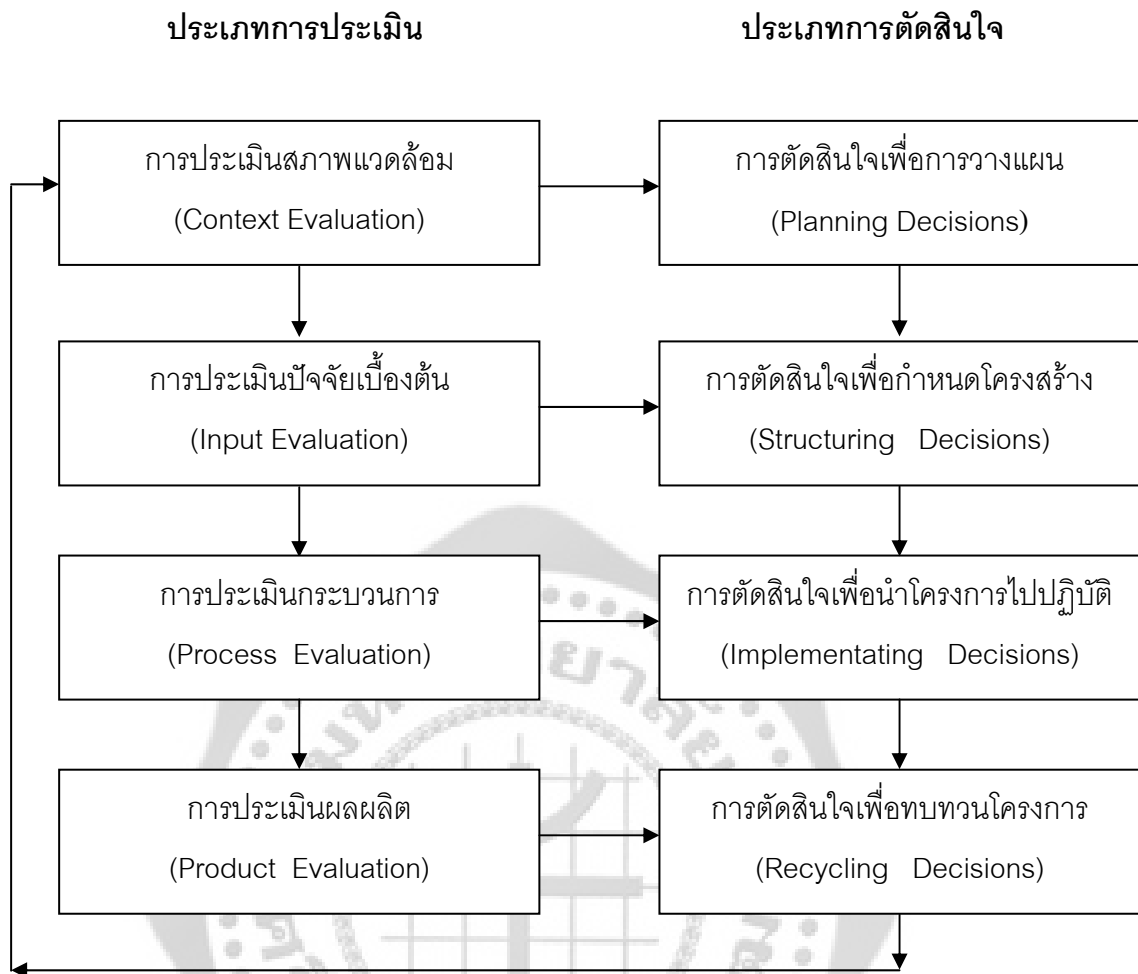 ประเภทการประเมิน ประเภทการตัดสินใจ
การประเมินสภาพแวดล้อม
(Context Evaluation)
การตัดสินใจเพื่อการวางแผน
(Planning Decisions)
การประเมินปัจจัยเบื้องต้น
(Input Evaluation)
การตัดสินใจเพื่อกำหนดโครงสร้าง
(Structuring Decisions)
การประเมินกระบวนการ
(Process Evaluation)
การตัดสินใจเพื่อนำโครงการไปปฏิบัติ
(Implementating Decisions)
การประเมินผลผลิต
(Product Evaluation)
การตัดสินใจเพื่อทบทวนโครงการ
(Recycling Decisions)